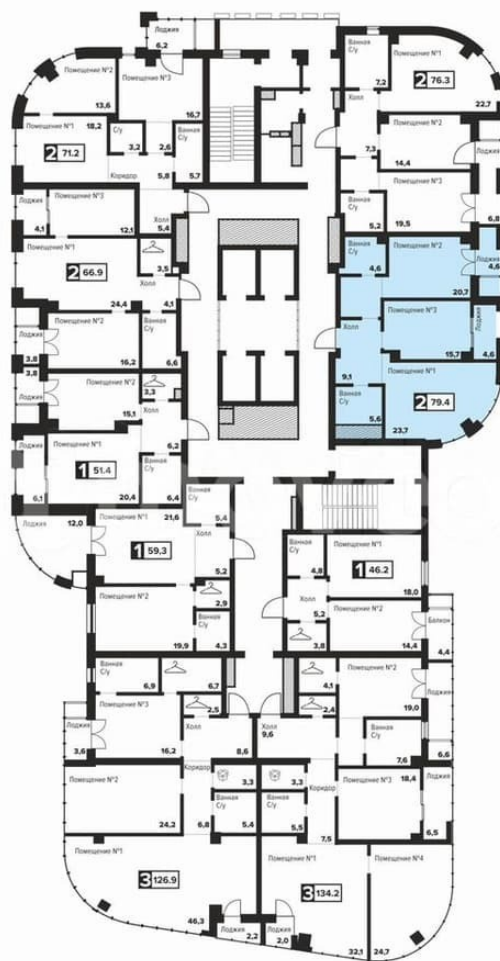 Лоджия
6,2
Помещение №2
13,6
Помещение №3
16,7
Ванная
С/у
7,2
Помещение №1
2 76.3
22,7
Холл
7,3
14,4
Лоджия
6,8
Помещение №1
18,2
2 71.2
С/у
3,2
2,6
Ванная
С/у
5,7
Коридор
5,8
Помещение №2
Помещение №3
19,5
Ванная
С/у
5,2
Лоджия
4,1
Помещение №3
12,1
Холл
5,4
Помещение №1
2 66.9
24,4
3,5
Холл
4,1
Ванная
С/у
4,6
Помещение №2
20,7
Лоджия
4,6
Лоджия
3,8
Помещение №2
16,2
Ванная
С/у
6,6
Холл
9,1
Помещение №3
15,7
Лоджия
4,6
3,8
Лоджия
Помещение №2
15,1
3,3
Холл
6,2
Помещение №1
2 79.4
23,7
Ванная
С/у
5,6
Лоджия
6,1
Помещение №1
1 51.4
20,4
Ванная
С/у
6,4
Лоджия
12,0
Помещение №1
21,6
1 59,3
Ванная
С/у
5,4
Холл
5,2
2,9
Помещение №2
19,9
Ванная
С/у
4,3
Ванная
С/у
4,8
Помещение №1
1 46.2
18,0
Холл
5,2
3,8
Помещение №2
14,4
Балкон
4,4
Ванная
С/у
6,9
6,7
2,5
Помещение №3
16,2
Лоджия
3,6
Холл
8,6
Холл
9,6
4,1
2,4
Помещение №2
19,0
Лоджия
6,6
Ванная
С/у
7,6
Помещение №2
24,2
Коридор
6,8
3,3
Ванная
С/у
5,4
3,3
Ванная
С/у
5,5
Коридор
7,5
Помещение №3
18,4
Лоджия
6,5
Помещение №1
3 126.9
46,3
Лоджия
2,2
Лоджия
2,0
Помещение №1
3 134.2
32,1
Помещение №4
24,7